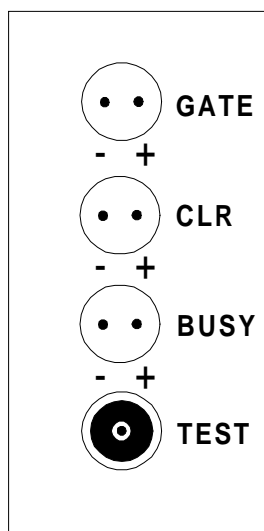 GATE
- +
CLR
- +
BUSY
- +
TEST